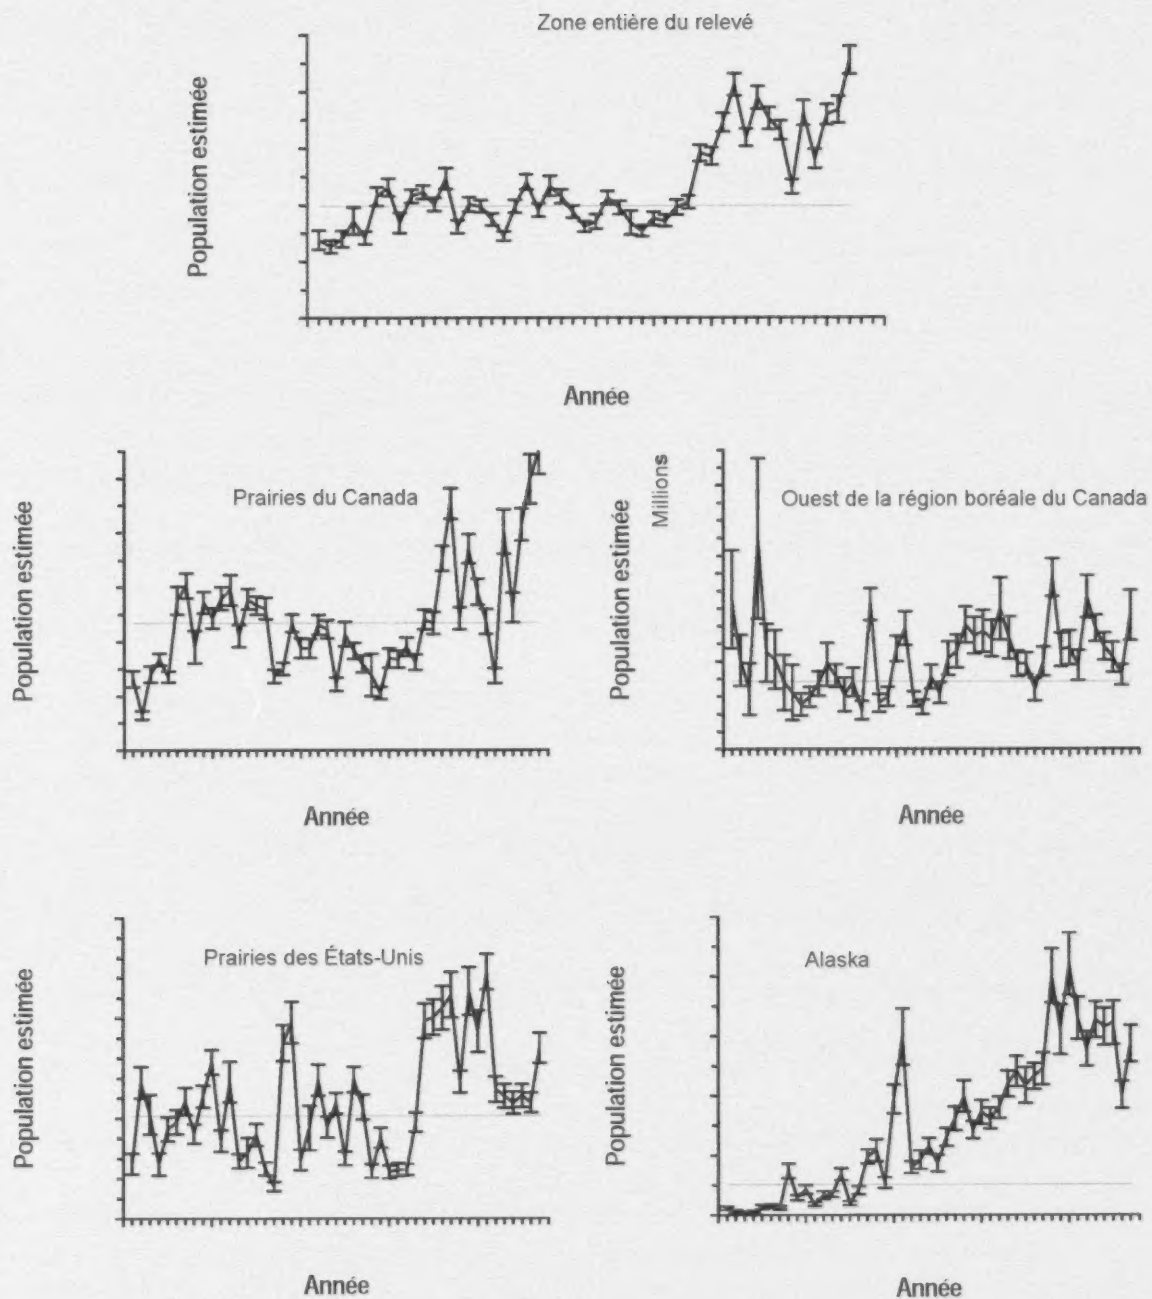 Zone entière du relevé
Population estimée
Année
Prairies du Canada
Population estimée
Année
Millions
Ouest de la région boréale du Canada
Population estimée
Année
Prairies des États-Unis
Population estimée
Année
Alaska
Population estimée
Année